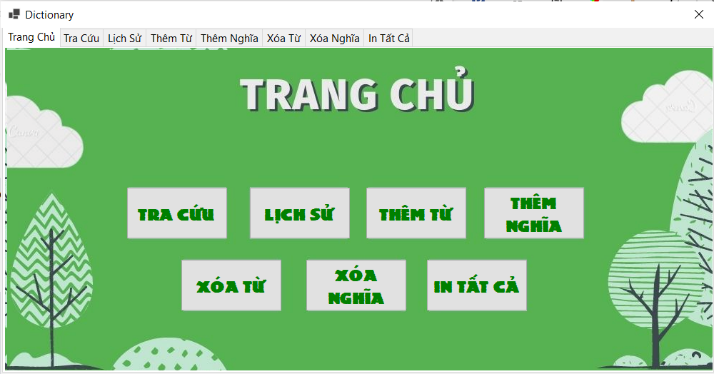 Dictionary
Trang Chủ Tra Cứu Lịch Sử Thêm Từ Thêm Nghĩa Xóa Từ Xóa Nghĩa In Tất Cả
TRANG CHỦ
TRA CỨU LỊCH SỬ THÊM TỪ THÊM
NGHĨA
XÓA TỪ XÓA
NGHĨA IN TẤT CẢ